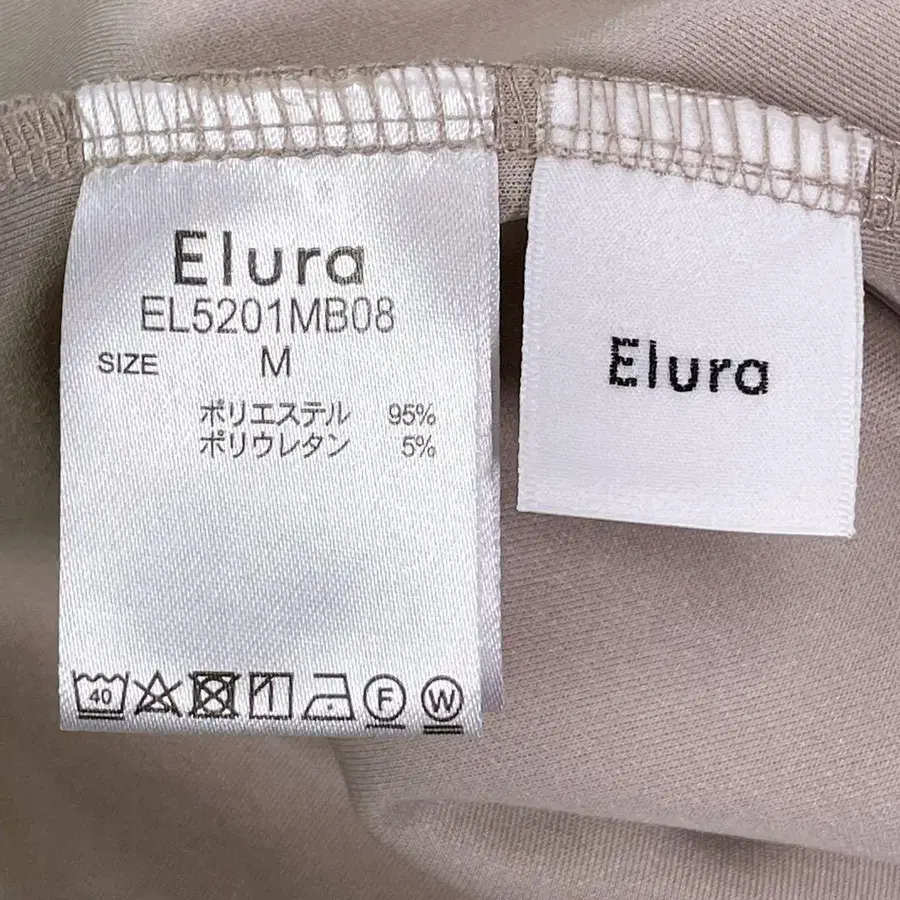 Elura
EL5201MB08
SIZE M
ポリエステル 95%
ポリウレタン 5%
40 F W
Elura